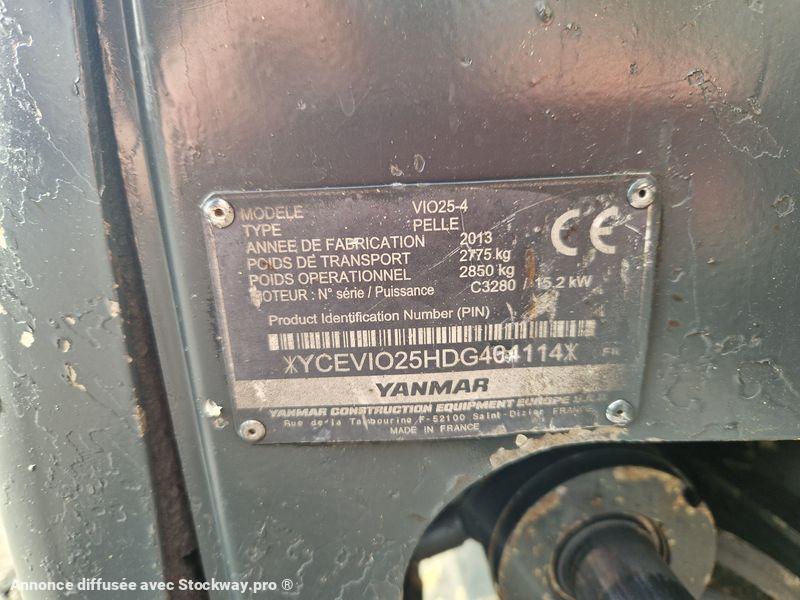 MODELE VIO25-4
TYPE PELLE
ANNEE DE FABRICATION 2013
POIDS DE TRANSPORT 2775 kg
POIDS OPERATIONNEL 2850 kg
MOTEUR : N° série / Puissance C3280 / 15.2 kW
CE
Product Identification Number (PIN)
*YCEVIO25HDG404114* FR
YANMAR
YANMAR CONSTRUCTION EQUIPMENT EUROPE S.A.S
Rue de la Tambourine F-52100 Saint-Dizier FRANCE
MADE IN FRANCE
Annonce diffusée avec Stockway.pro ®